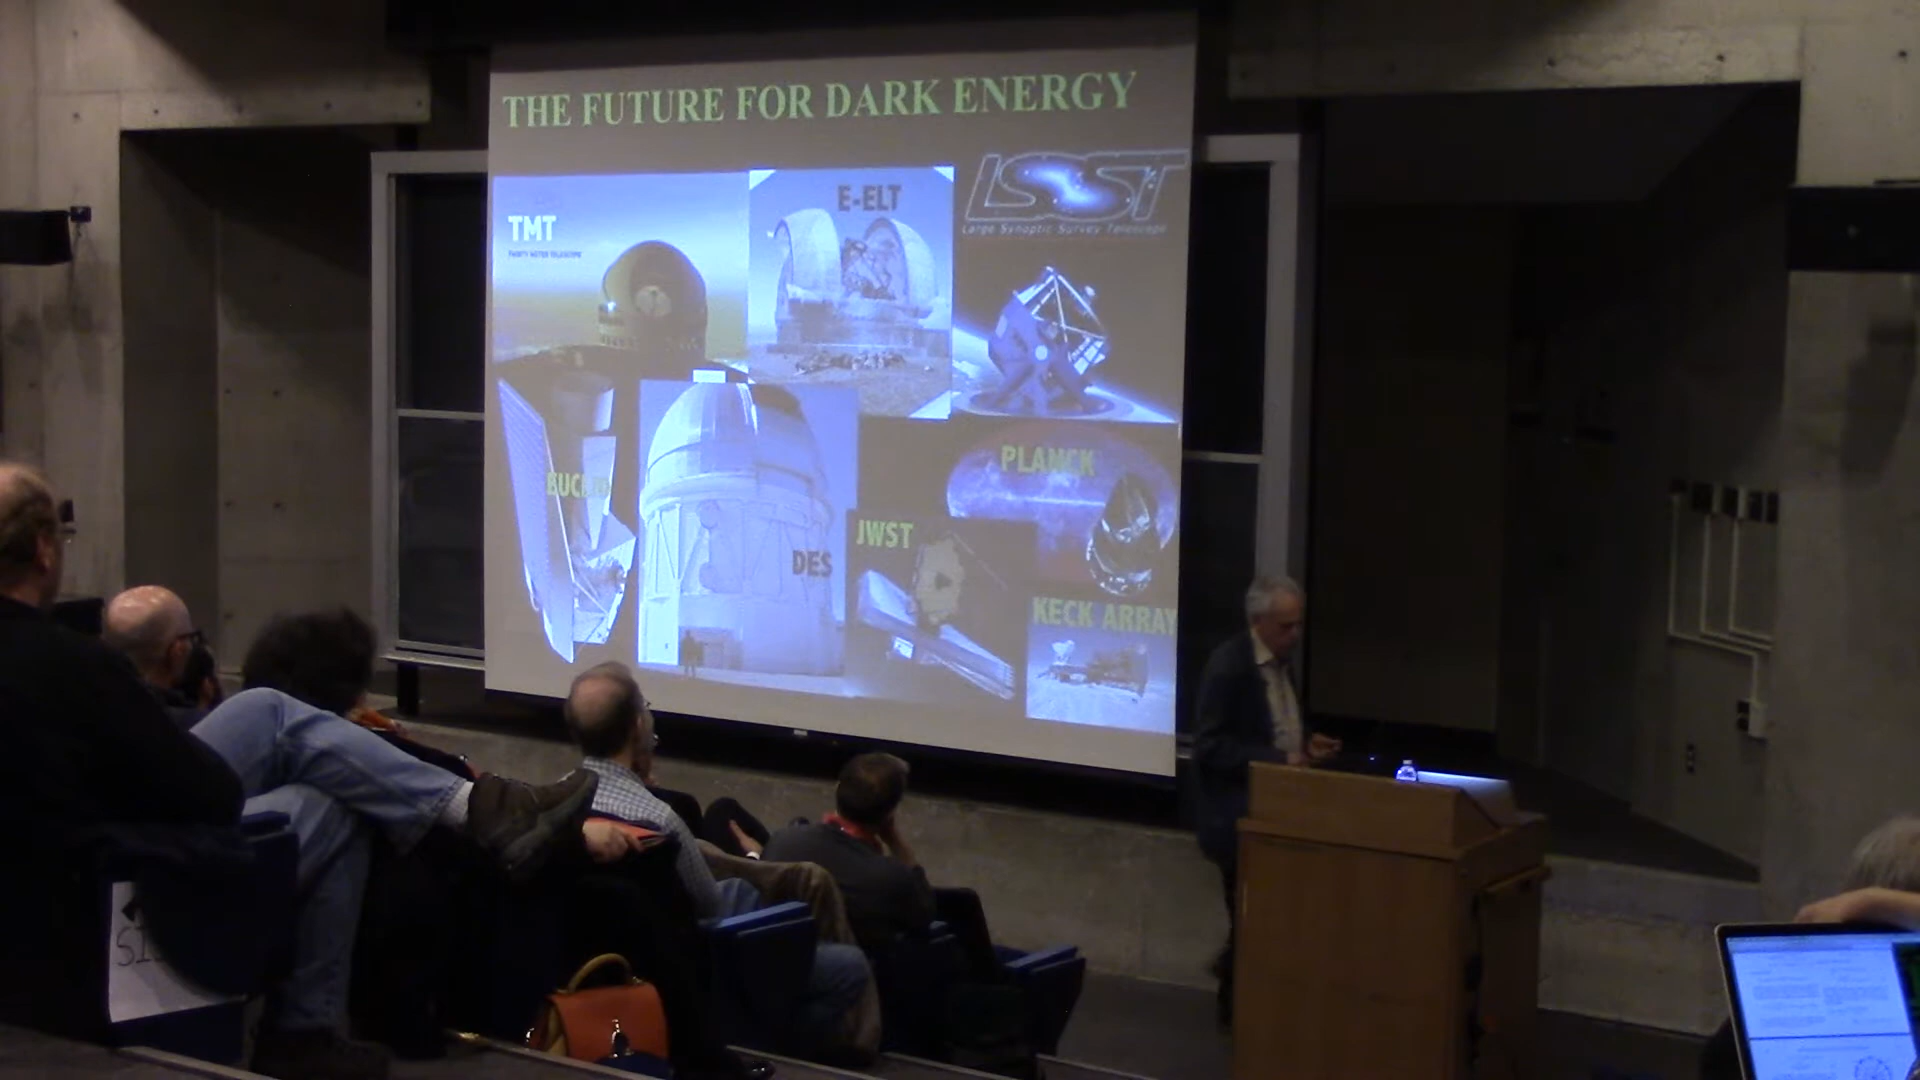 THE FUTURE FOR DARK ENERGY
TMT
THIRTY METER TELESCOPE
E-ELT
LSST
Large Synoptic Survey Telescope
EUCLID
DES
JWST
PLANCK
KECK ARRAY